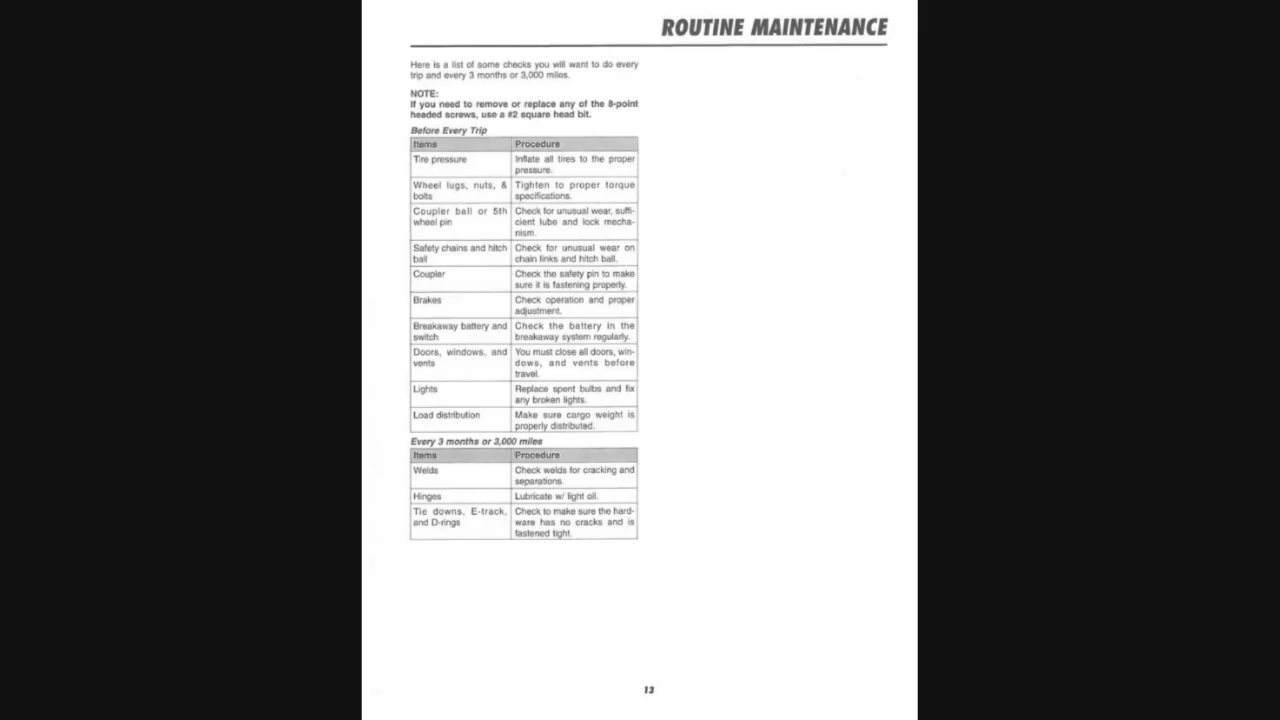 ROUTINE MAINTENANCE
Here is a list of some checks you will want to do every
trip and every 3 months or 3,000 miles.
NOTE:
If you need to remove or replace any of the 8-point
headed screws, use a #2 square head bit.
Before Every Trip
Items Procedure
Tire pressure Inflate all tires to the proper
pressure.
Wheel lugs, nuts, & Tighten to proper torque
bolts specifications.
Coupler ball or 5th Check for unusual wear, suffi-
wheel pin cient lube and lock mecha-
nism.
Safety chains and hitch Check for unusual wear on
ball chain links and hitch ball.
Coupler Check the safety pin to make
sure it is fastening properly.
Brakes Check operation and proper
adjustment.
Breakaway battery and Check the battery in the
switch breakaway system regularly.
Doors, windows, and You must close all doors, win-
vents dows, and vents before
travel.
Lights Replace spent bulbs and fix
any broken lights.
Load distribution Make sure cargo weight is
properly distributed.
Every 3 months or 3,000 miles
Items Procedure
Welds Check welds for cracking and
separations.
Hinges Lubricate w/ light oil.
Tie downs, E-track, Check to make sure the hard-
and D-rings ware has no cracks and is
fastened tight.
13